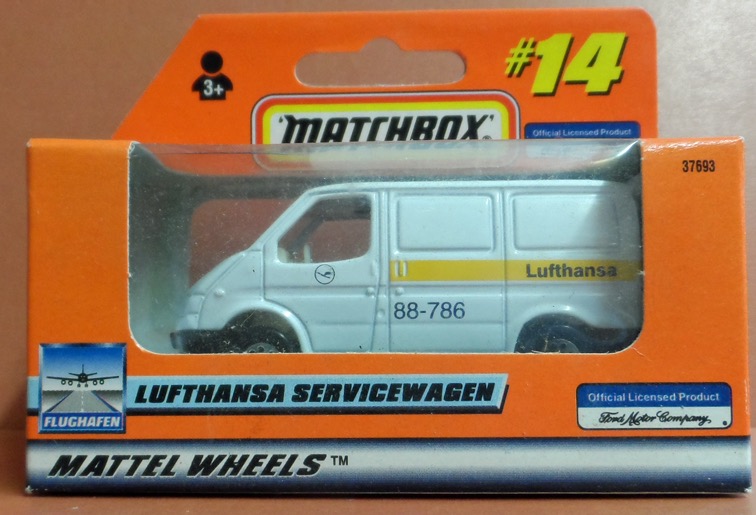 3+
#14
MATCHBOX
Official Licensed Product
37693
Lufthansa
88-786
FLUGHAFEN
LUFTHANSA SERVICEWAGEN
Official Licensed Product
Ford Motor Company
MATTEL WHEELS™